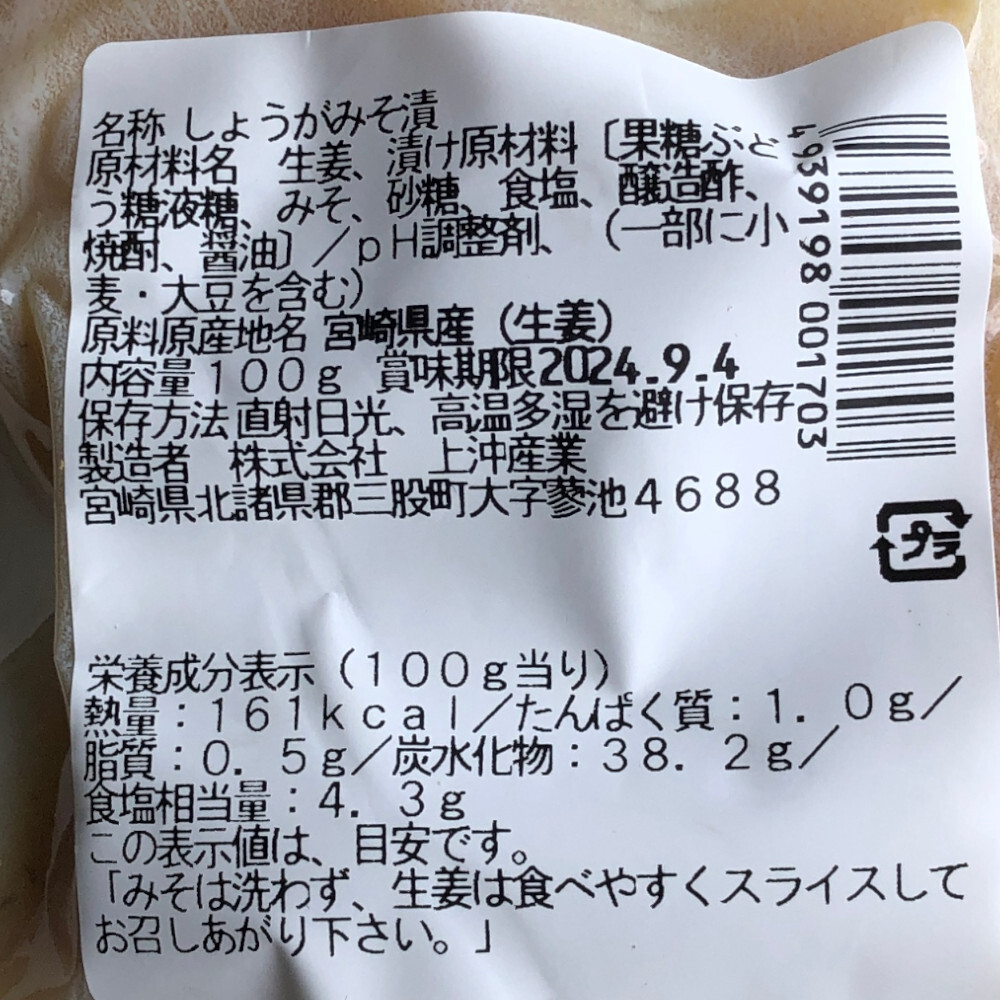 名称 しょうがみそ漬
原材料名 生姜、漬け原材料〔果糖ぶど
う糖液糖、みそ、砂糖、食塩、醸造酢、
焼酎、醤油〕／ｐＨ調整剤、（一部に小
麦・大豆を含む）
原料原産地名 宮崎県産（生姜）
内容量１００ｇ 賞味期限2024.9.4
保存方法 直射日光、高温多湿を避け保存
製造者 株式会社 上沖産業
宮崎県北諸県郡三股町大字蓼池４６８８
4939198001703
プラ
栄養成分表示（１００ｇ当り）
熱量：１６１ｋｃａｌ／たんぱく質：１．０ｇ／
脂質：０．５ｇ／炭水化物：３８．２ｇ／
食塩相当量：４．３ｇ
この表示値は、目安です。
「みそは洗わず、生姜は食べやすくスライスして
お召しあがり下さい。」